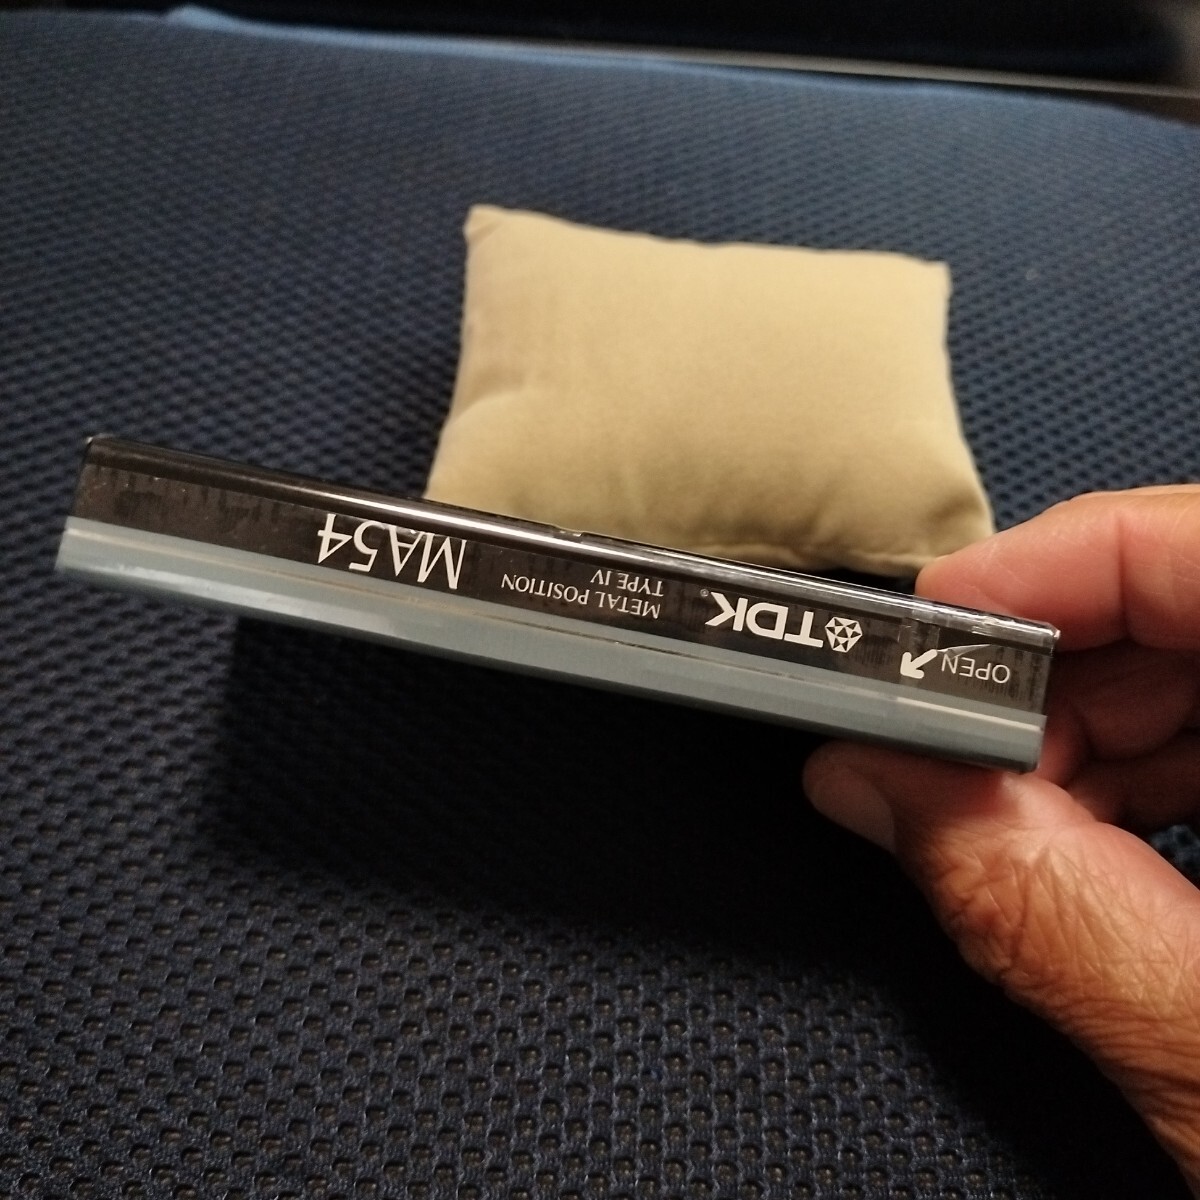 OPEN
TDK®
METAL POSITION
TYPE IV
MA54